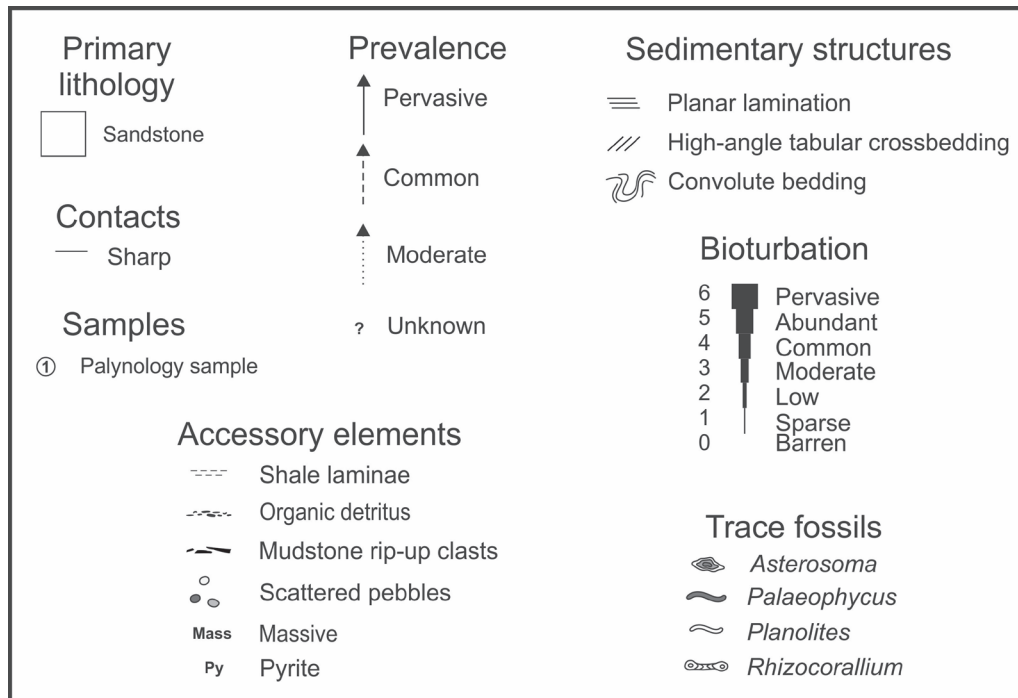 Primary
lithology
Sandstone
Contacts
Sharp
Samples
① Palynology sample
Prevalence
Pervasive
Common
Moderate
? Unknown
Sedimentary structures
Planar lamination
High-angle tabular crossbedding
Convolute bedding
Bioturbation
6 Pervasive
5 Abundant
4 Common
3 Moderate
2 Low
1 Sparse
0 Barren
Accessory elements
Shale laminae
Organic detritus
Mudstone rip-up clasts
Scattered pebbles
Mass Massive
Py Pyrite
Trace fossils
Asterosoma
Palaeophycus
Planolites
Rhizocorallium